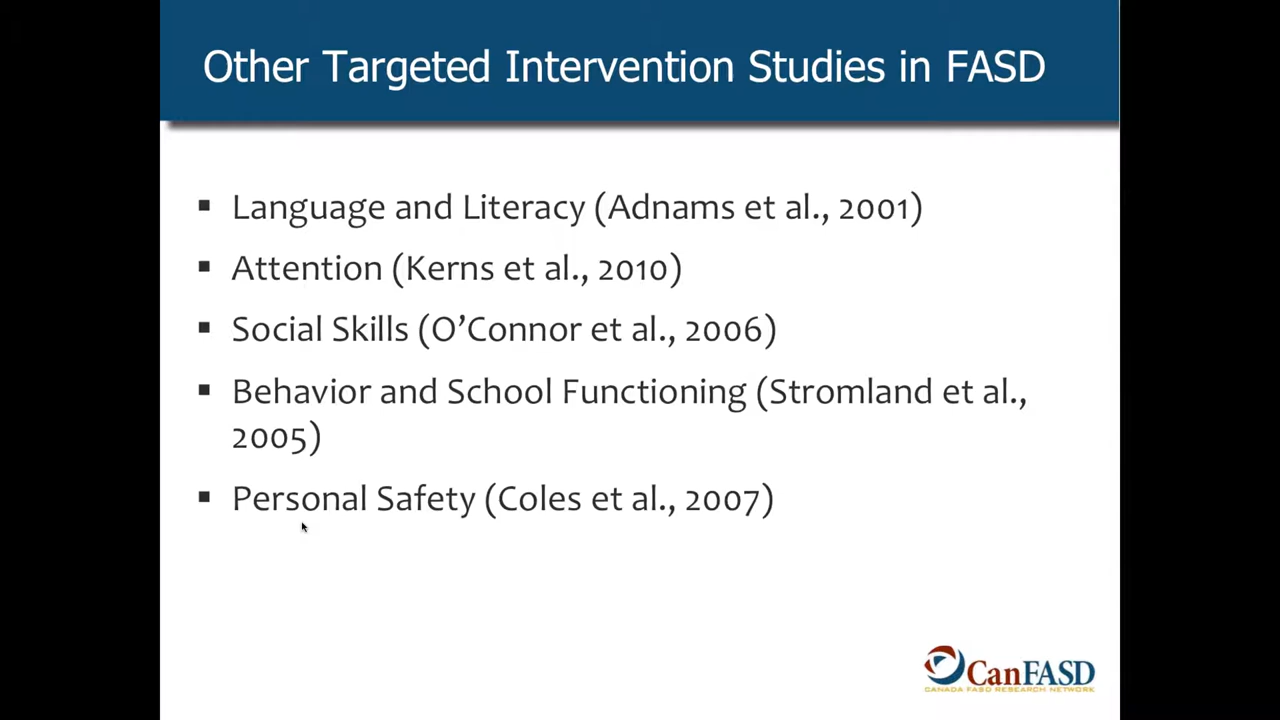 Other Targeted Intervention Studies in FASD
▪ Language and Literacy (Adnams et al., 2001)
▪ Attention (Kerns et al., 2010)
▪ Social Skills (O’Connor et al., 2006)
▪ Behavior and School Functioning (Stromland et al.,
2005)
▪ Personal Safety (Coles et al., 2007)
CanFASD
CANADA FASD RESEARCH NETWORK